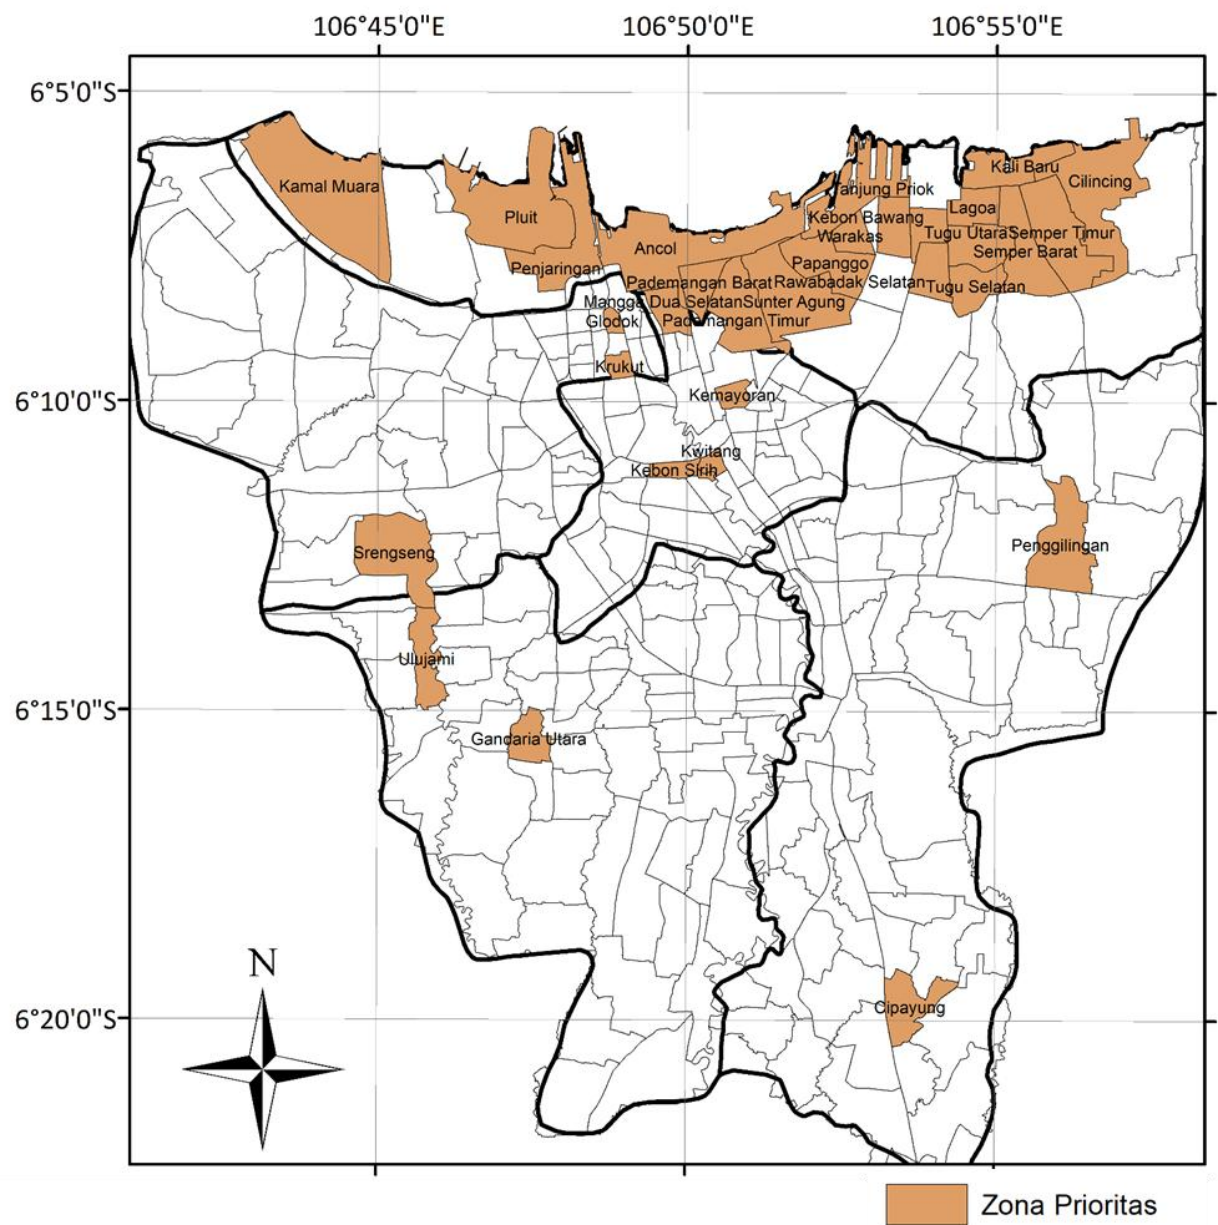 106°45'0"E
106°50'0"E
106°55'0"E
6°5'0"S
Kali Baru
Cilincing
Kamal Muara
Tanjung Priok
Lagoa
Pluit
Kebon Bawang
Tugu Utara
Semper Timur
Warakas
Ancol
Semper Barat
Penjaringan
Papanggo
Pademangan Barat
Rawabadak Selatan
Tugu Selatan
Mangga Dua Selatan
Sunter Agung
Glodok
Pademangan Timur
Krukut
6°10'0"S
Kemayoran
Kwitang
Kebon Sirih
Srengseng
Penggilingan
Ulujami
6°15'0"S
Gandaria Utara
N
Cipayung
6°20'0"S
Zona Prioritas